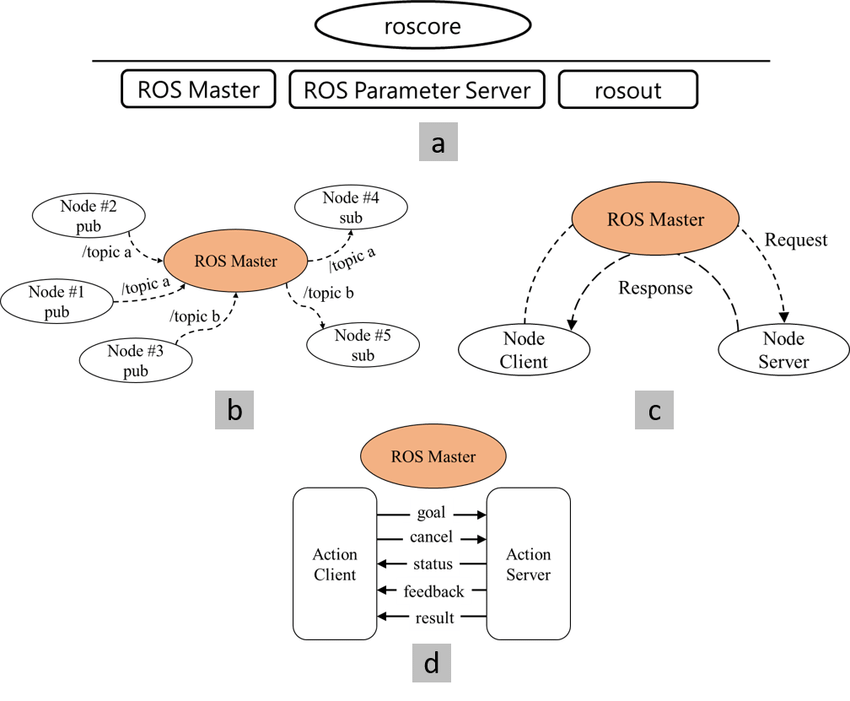 roscore
ROS Master
ROS Parameter Server
rosout
a
Node #2
pub
/topic a
Node #1
pub
/topic a
Node #3
pub
/topic b
ROS Master
Node #4
sub
/topic a
/topic b
Node #5
sub
b
ROS Master
Request
Response
Node
Client
Node
Server
c
ROS Master
Action
Client
goal
cancel
status
feedback
result
Action
Server
d